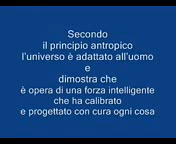 Secondo
il principio antropico
l'universo è adattato all'uomo
e
dimostra che
è opera di una forza intelligente
che ha calibrato
e progettato con cura ogni cosa